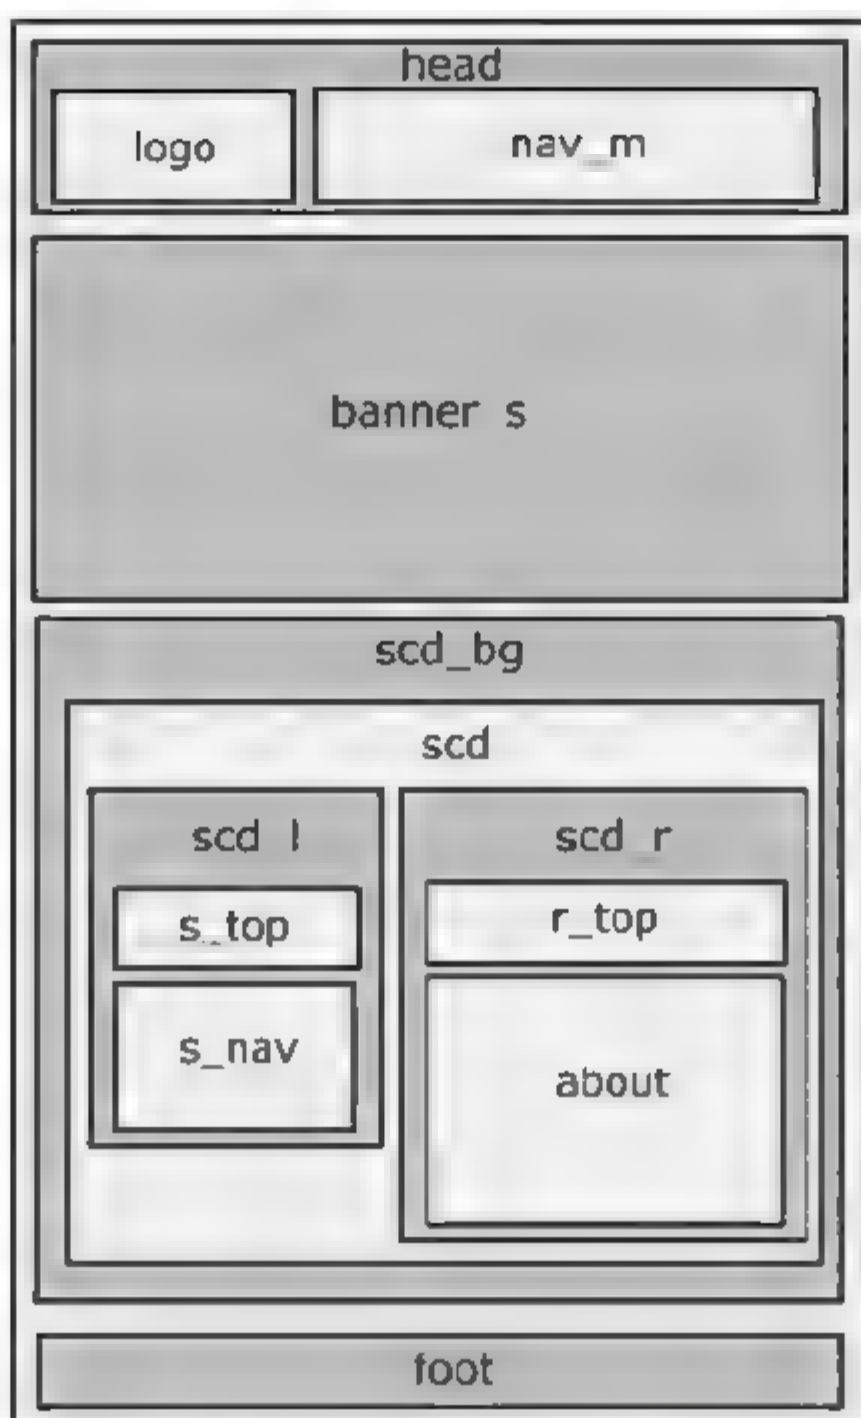 head
logo
nav_m
banner s
scd_bg
scd
scd l
scd_r
s_top
r_top
s_nav
about
foot